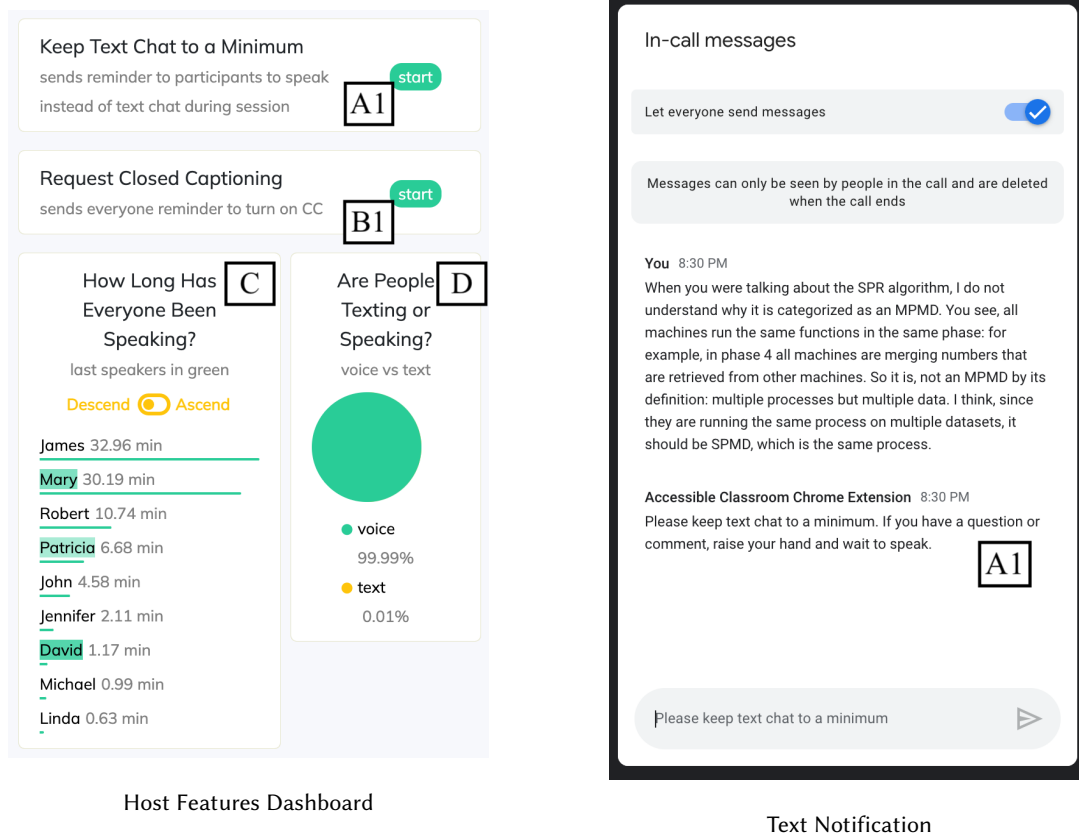 Keep Text Chat to a Minimum
sends reminder to participants to speak
instead of text chat during session
start
A1
Request Closed Captioning
sends everyone reminder to turn on CC
start
B1
How Long Has
Everyone Been
Speaking?
C
last speakers in green
Descend Ascend
James 32.96 min
Mary 30.19 min
Robert 10.74 min
Patricia 6.68 min
John 4.58 min
Jennifer 2.11 min
David 1.17 min
Michael 0.99 min
Linda 0.63 min
Are People
Texting or
Speaking?
D
voice vs text
voice
99.99%
text
0.01%
Host Features Dashboard
In-call messages
Let everyone send messages
Messages can only be seen by people in the call and are deleted
when the call ends
You 8:30 PM
When you were talking about the SPR algorithm, I do not
understand why it is categorized as an MPMD. You see, all
machines run the same functions in the same phase: for
example, in phase 4 all machines are merging numbers that
are retrieved from other machines. So it is, not an MPMD by its
definition: multiple processes but multiple data. I think, since
they are running the same process on multiple datasets, it
should be SPMD, which is the same process.
Accessible Classroom Chrome Extension 8:30 PM
Please keep text chat to a minimum. If you have a question or
comment, raise your hand and wait to speak.
A1
Please keep text chat to a minimum
Text Notification